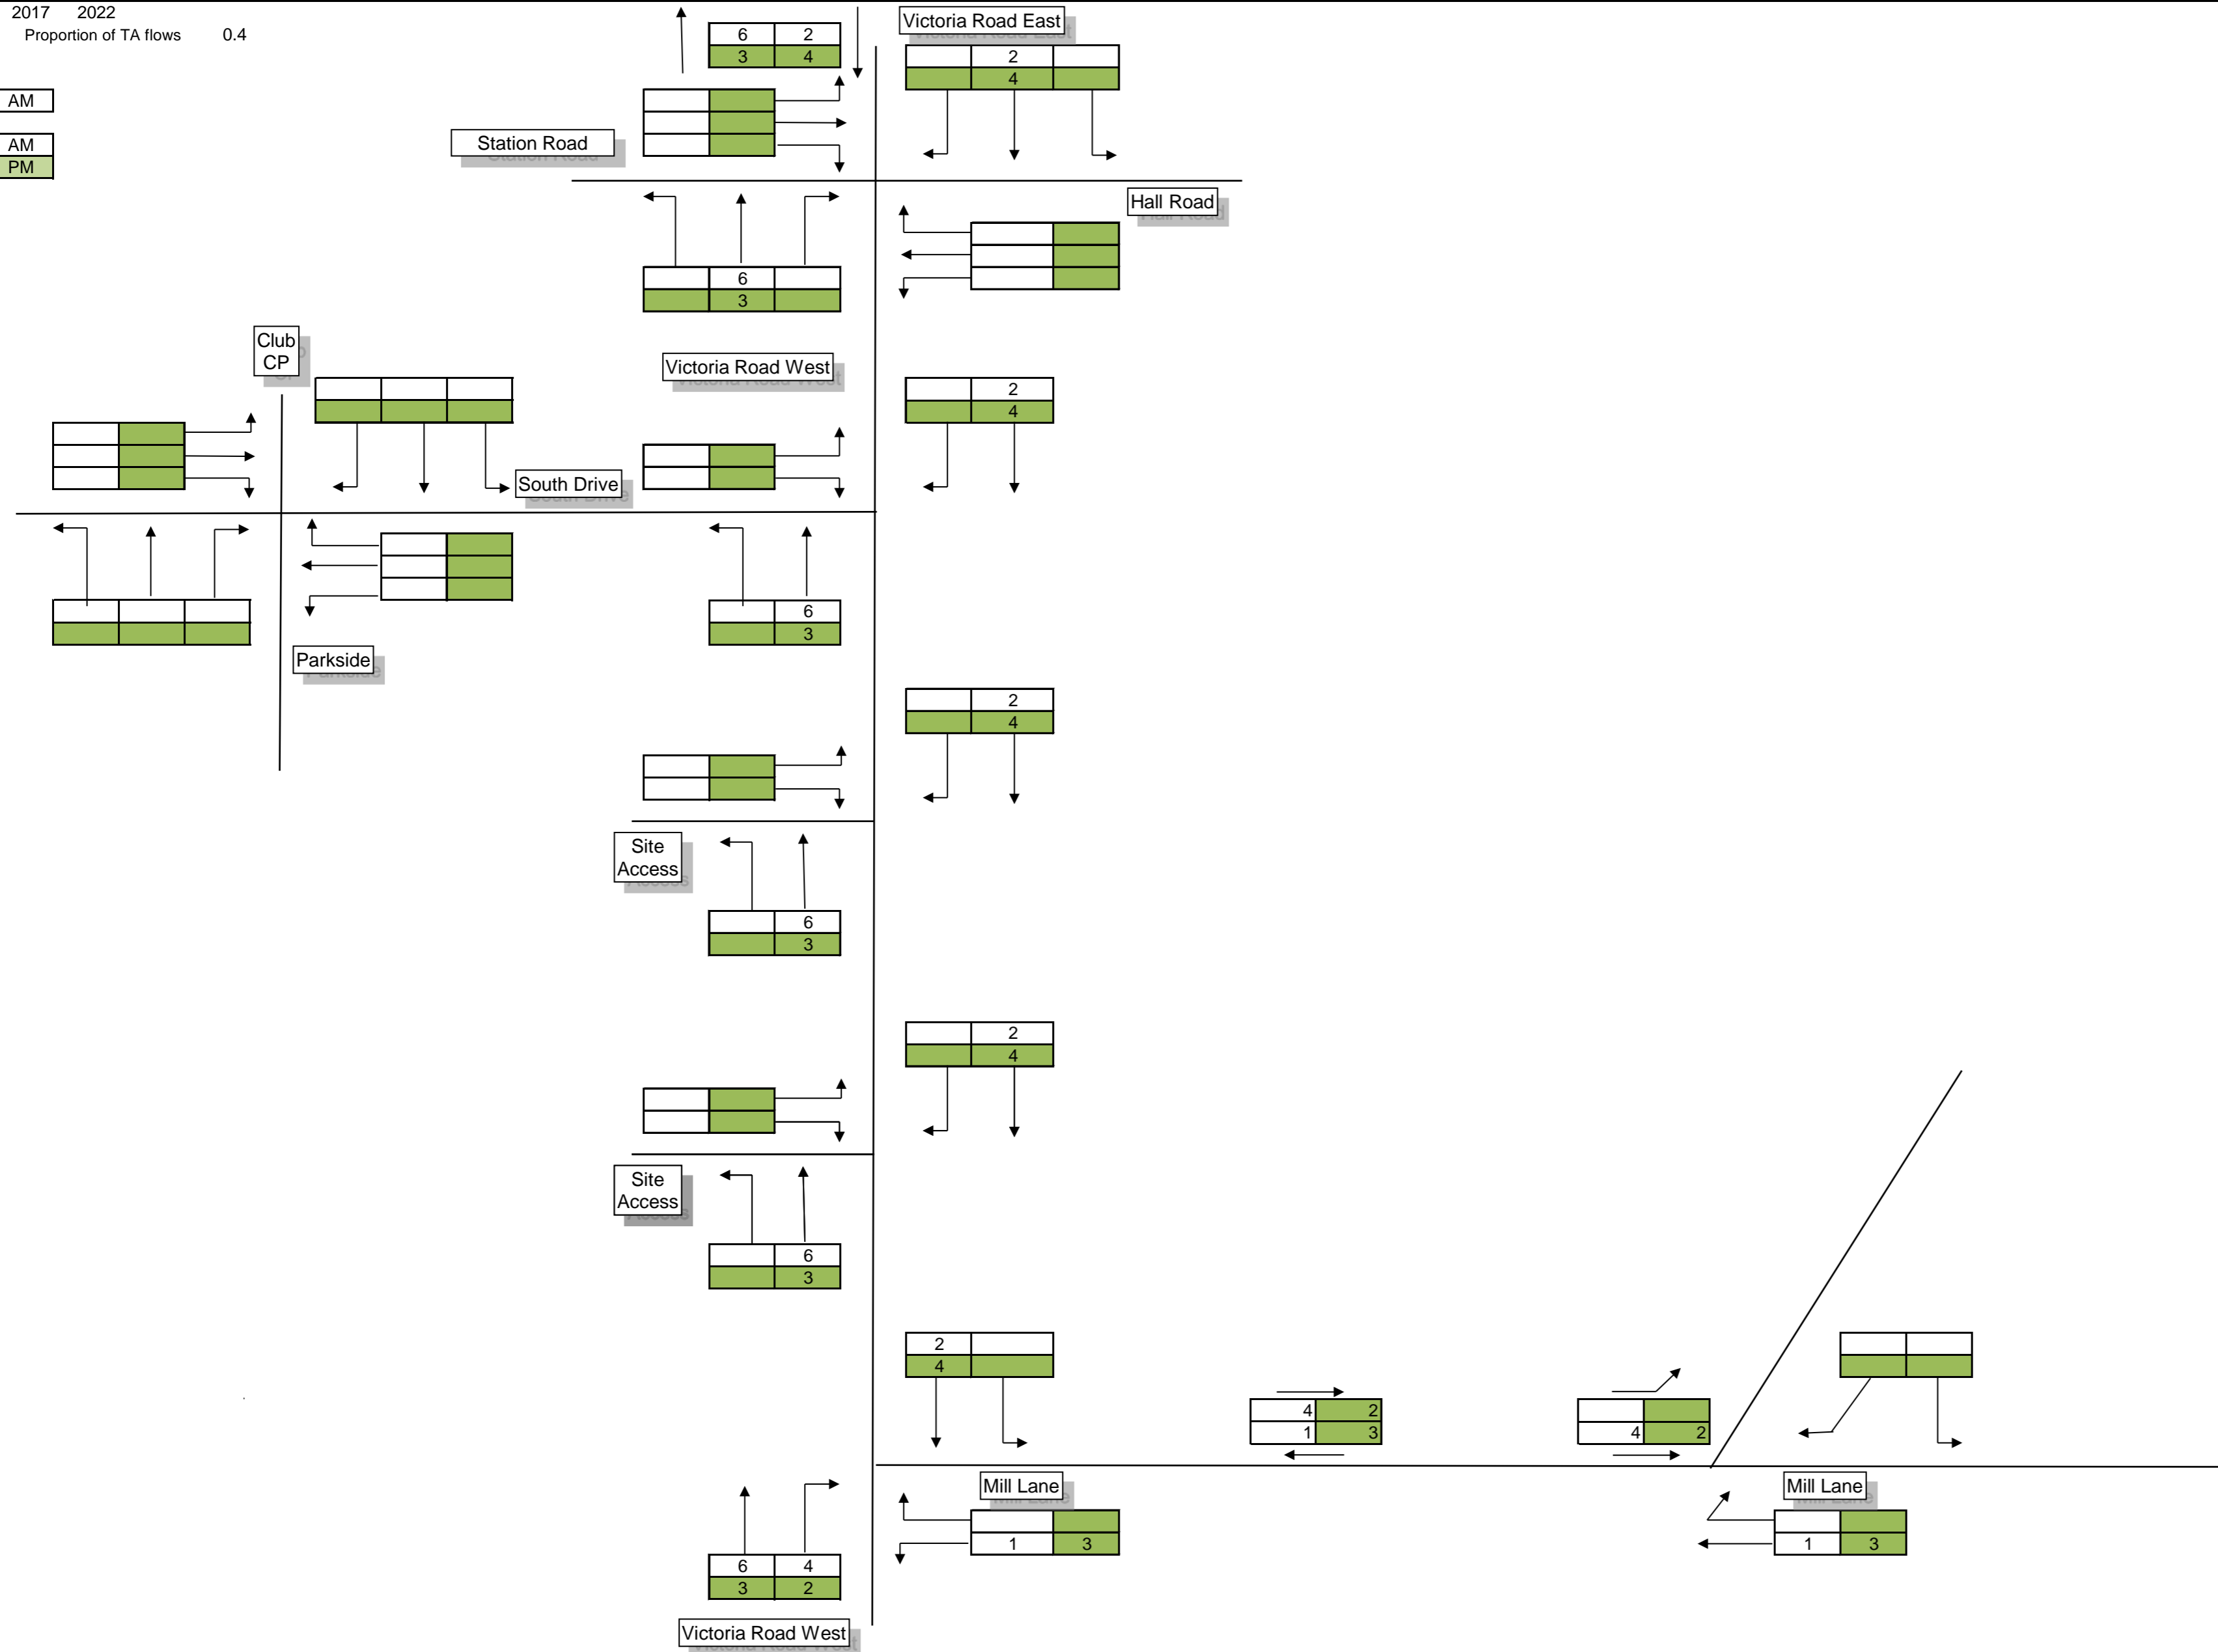 2017 2022
Proportion of TA flows 0.4
AM
AM
PM
6 2
3 4
Victoria Road East
2
4
Station Road
Hall Road
6
3
Club
CP
Victoria Road West
2
4
South Drive
6
3
Parkside
2
4
Site
Access
6
3
2
4
Site
Access
6
3
2
4
4 2
1 3
4 2
Mill Lane
1 3
Mill Lane
1 3
6 4
3 2
Victoria Road West